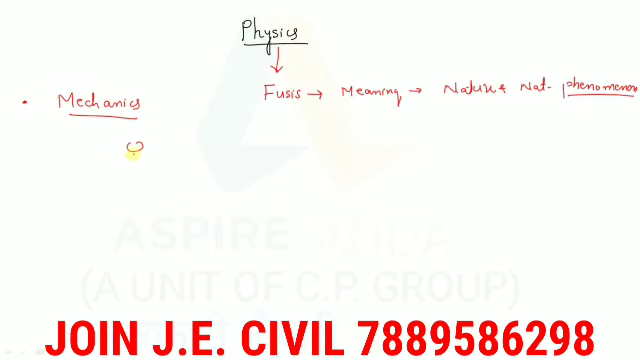 Physics
Fusis → Meaning → Nature & Nat. phenomenon
• Mechanics
ASPIRE ADDA
(A UNIT OF C.P. GROUP)
JOIN J.E. CIVIL 7889586298